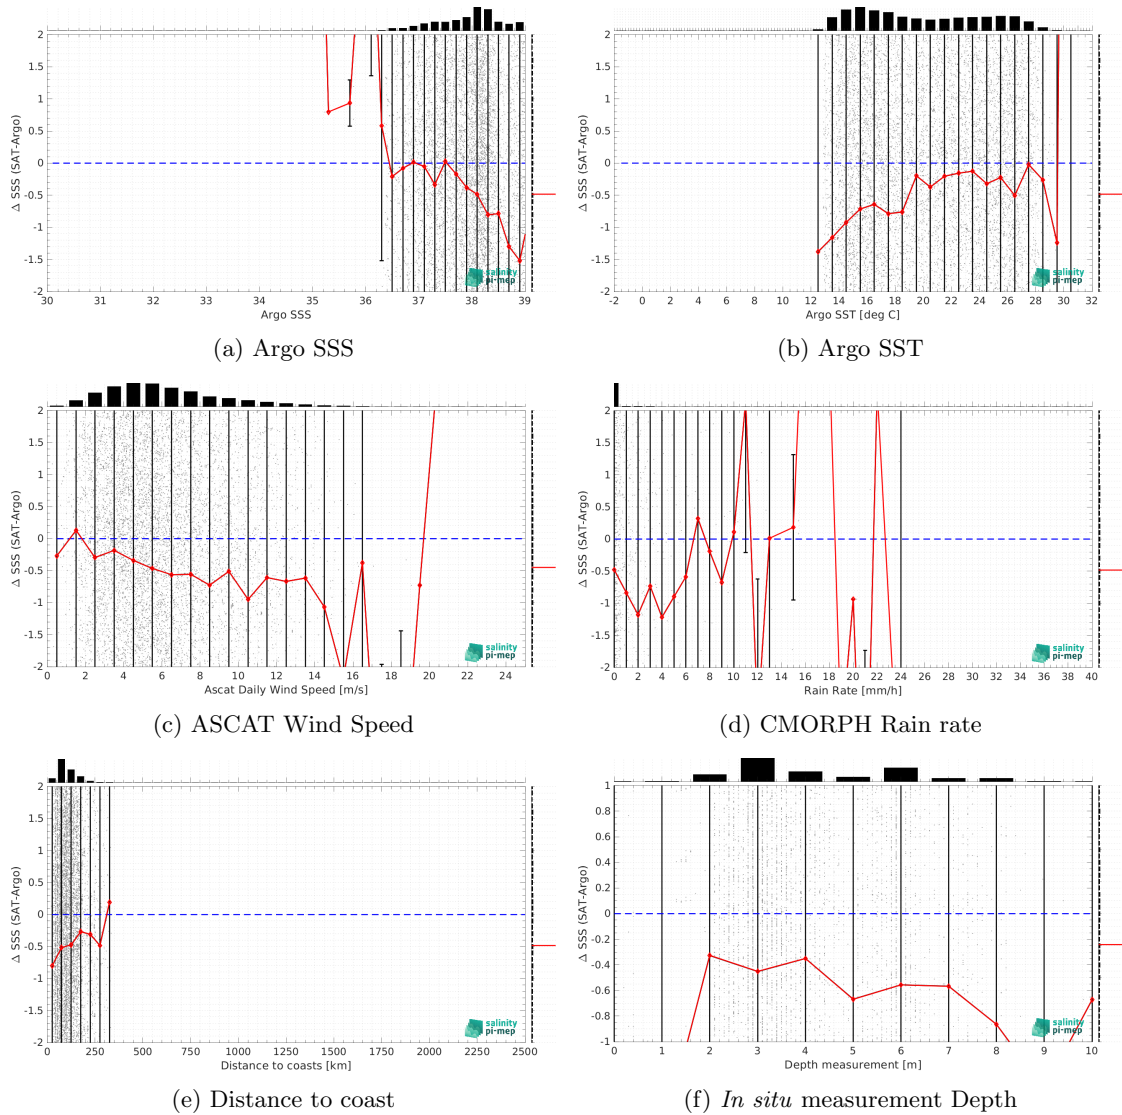 2
1.5
1
0.5
0
-0.5
-1
-1.5
-2
Δ SSS (SAT-Argo)
30 31 32 33 34 35 36 37 38 39
Argo SSS
salinity
pi-mep
(a) Argo SSS
2
1.5
1
0.5
0
-0.5
-1
-1.5
-2
Δ SSS (SAT-Argo)
-2 0 2 4 6 8 10 12 14 16 18 20 22 24 26 28 30 32
Argo SST [deg C]
salinity
pi-mep
(b) Argo SST
2
1.5
1
0.5
0
-0.5
-1
-1.5
-2
Δ SSS (SAT-Argo)
0 2 4 6 8 10 12 14 16 18 20 22 24
Ascat Daily Wind Speed [m/s]
salinity
pi-mep
(c) ASCAT Wind Speed
2
1.5
1
0.5
0
-0.5
-1
-1.5
-2
Δ SSS (SAT-Argo)
0 2 4 6 8 10 12 14 16 18 20 22 24 26 28 30 32 34 36 38 40
Rain Rate [mm/h]
salinity
pi-mep
(d) CMORPH Rain rate
2
1.5
1
0.5
0
-0.5
-1
-1.5
-2
Δ SSS (SAT-Argo)
0 250 500 750 1000 1250 1500 1750 2000 2250 2500
Distance to coasts [km]
salinity
pi-mep
(e) Distance to coast
1
0.8
0.6
0.4
0.2
0
-0.2
-0.4
-0.6
-0.8
-1
Δ SSS (SAT-Argo)
0 1 2 3 4 5 6 7 8 9 10
Depth measurement [m]
salinity
pi-mep
(f) In situ measurement Depth